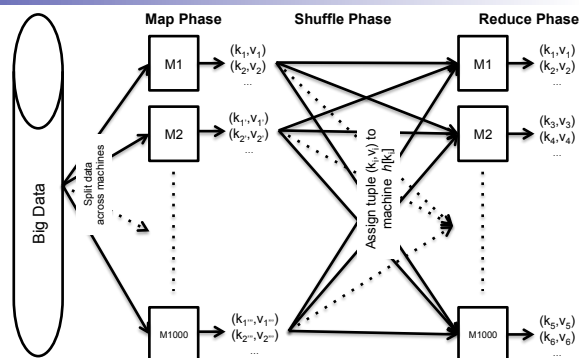 Map Phase
Shuffle Phase
Reduce Phase
Big Data
Split data
across machines
M1
(k₁,v₁)
(k₂,v₂)
...
M2
(k₁',v₁')
(k₂',v₂')
...
M1000
(k₁''',v₁''')
(k₂''',v₂''')
...
Assign tuple (kᵢ,vᵢ) to
machine h[kᵢ]
M1
(k₁,v₁)
(k₂,v₂)
...
M2
(k₃,v₃)
(k₄,v₄)
...
M1000
(k₅,v₅)
(k₆,v₆)
...